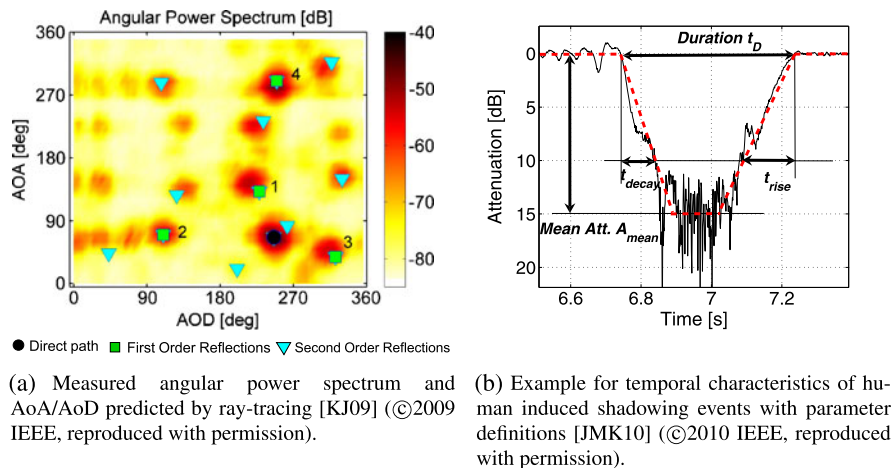 Angular Power Spectrum [dB]
360
270
180
90
0
AOA [deg]
0 90 180 270 360
AOD [deg]
4
1
2
3
-40
-50
-60
-70
-80
Direct path First Order Reflections Second Order Reflections
(a) Measured angular power spectrum and
AoA/AoD predicted by ray-tracing [KJ09] (©2009
IEEE, reproduced with permission).
Duration t_D
0
5
10
15
20
Attenuation [dB]
t_decay
t_rise
Mean Att. A_mean
6.6 6.8 7 7.2
Time [s]
(b) Example for temporal characteristics of hu-
man induced shadowing events with parameter
definitions [JMK10] (©2010 IEEE, reproduced
with permission).